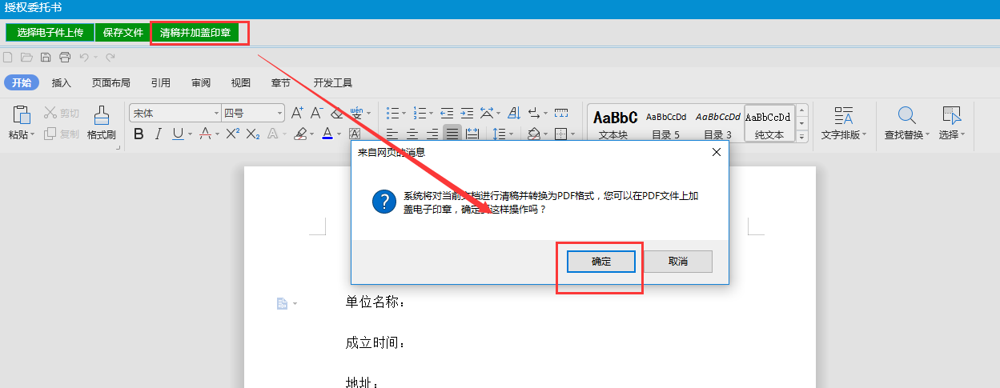 授权委托书
选择电子件上传 保存文件 清稿并加盖印章
开始 插入 页面布局 引用 审阅 视图 章节 开发工具
粘贴 剪切 复制 格式刷
宋体 四号
B I U A X² X₂ A A A
wén
AaBbC AaBbCcDd AaBbCcDd AaBbCcDd
文本块 目录 5 目录 3 纯文本
文字排版 查找替换 选择
来自网页的消息
系统将对当前文档进行清稿并转换为PDF格式，您可以在PDF文件上加
盖电子印章，确定要这样操作吗？
确定 取消
单位名称：
成立时间：
地址：